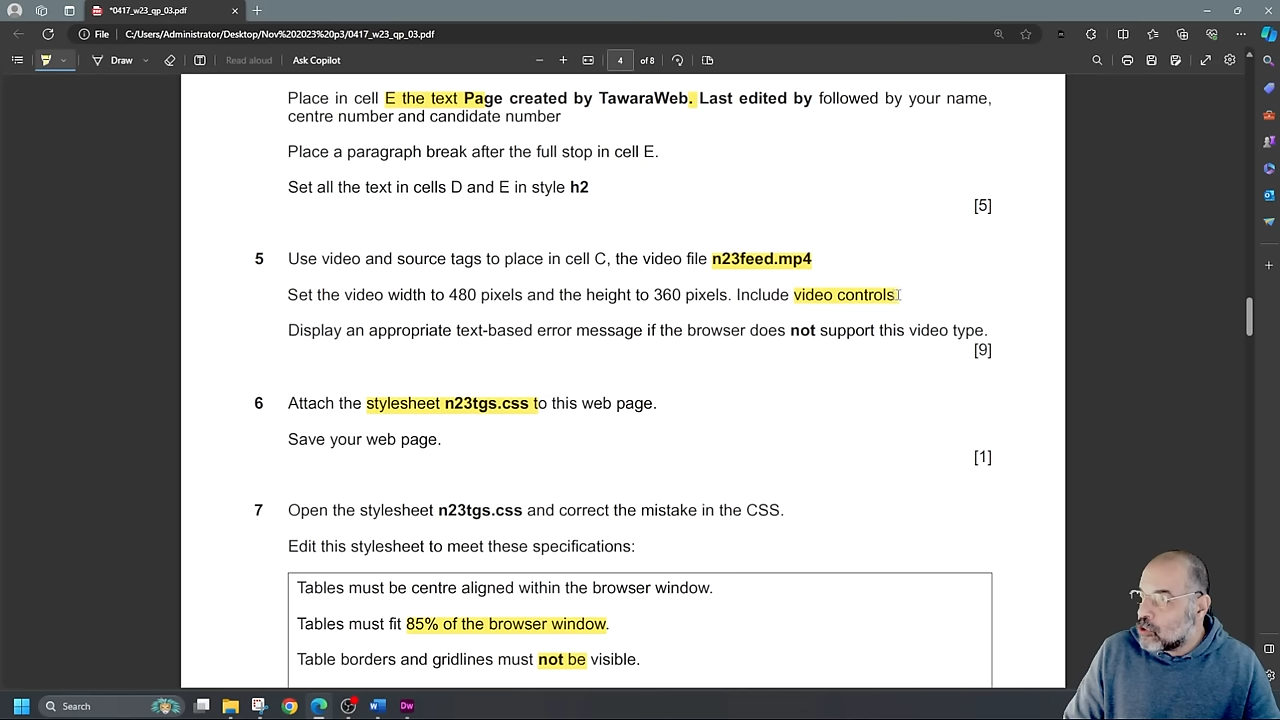 *0417_w23_qp_03.pdf
File C:/Users/Administrator/Desktop/Nov%202023%20p3/0417_w23_qp_03.pdf
Draw Read aloud Ask Copilot 4 of 8
Place in cell E the text Page created by TawaraWeb. Last edited by followed by your name,
centre number and candidate number
Place a paragraph break after the full stop in cell E.
Set all the text in cells D and E in style h2
[5]
5 Use video and source tags to place in cell C, the video file n23feed.mp4
Set the video width to 480 pixels and the height to 360 pixels. Include video controls.
Display an appropriate text-based error message if the browser does not support this video type.
[9]
6 Attach the stylesheet n23tgs.css to this web page.
Save your web page.
[1]
7 Open the stylesheet n23tgs.css and correct the mistake in the CSS.
Edit this stylesheet to meet these specifications:
Tables must be centre aligned within the browser window.
Tables must fit 85% of the browser window.
Table borders and gridlines must not be visible.
Search
Dw